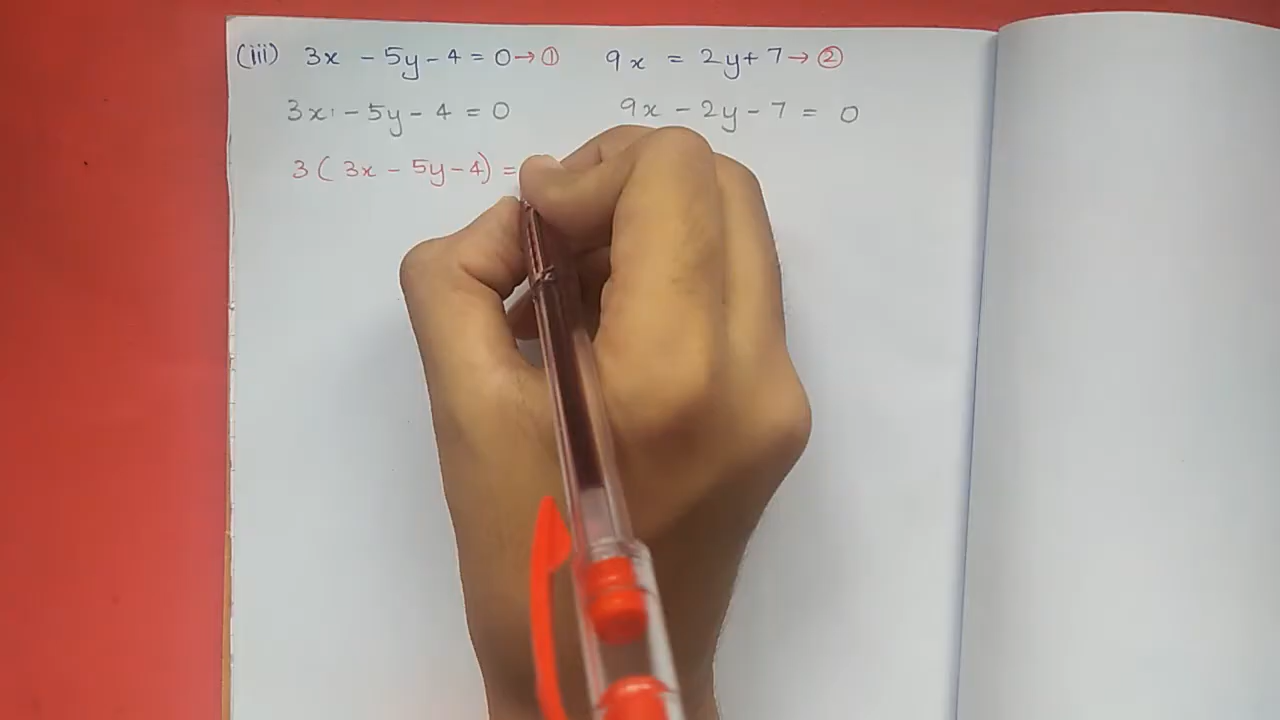 (iii) 3x - 5y - 4 = 0 → ① 9x = 2y + 7 → ②
3x - 5y - 4 = 0 9x - 2y - 7 = 0
3 ( 3x - 5y - 4) =